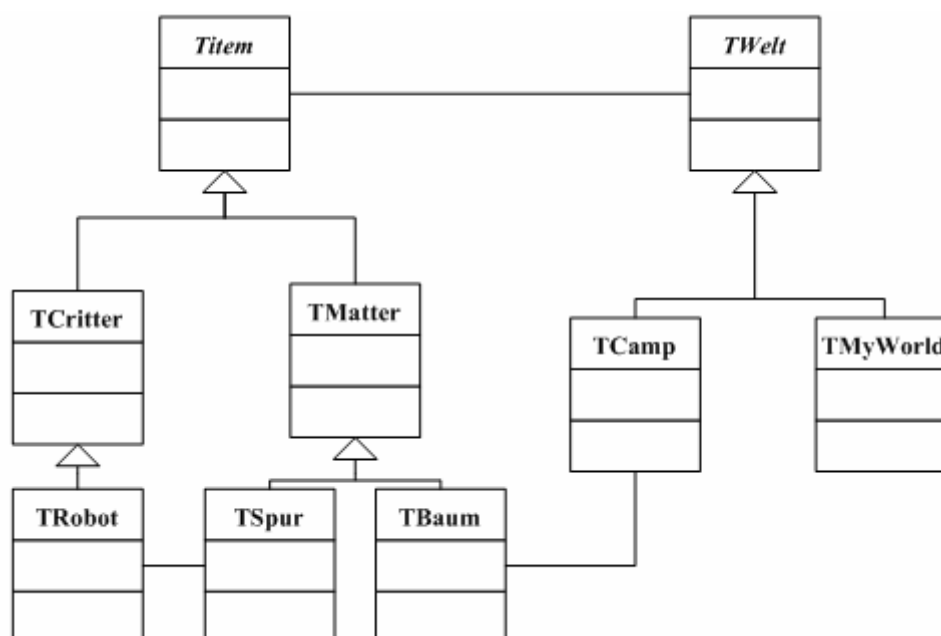 Titem
TWelt
TCritter
TMatter
TCamp
TMyWorld
TRobot
TSpur
TBaum